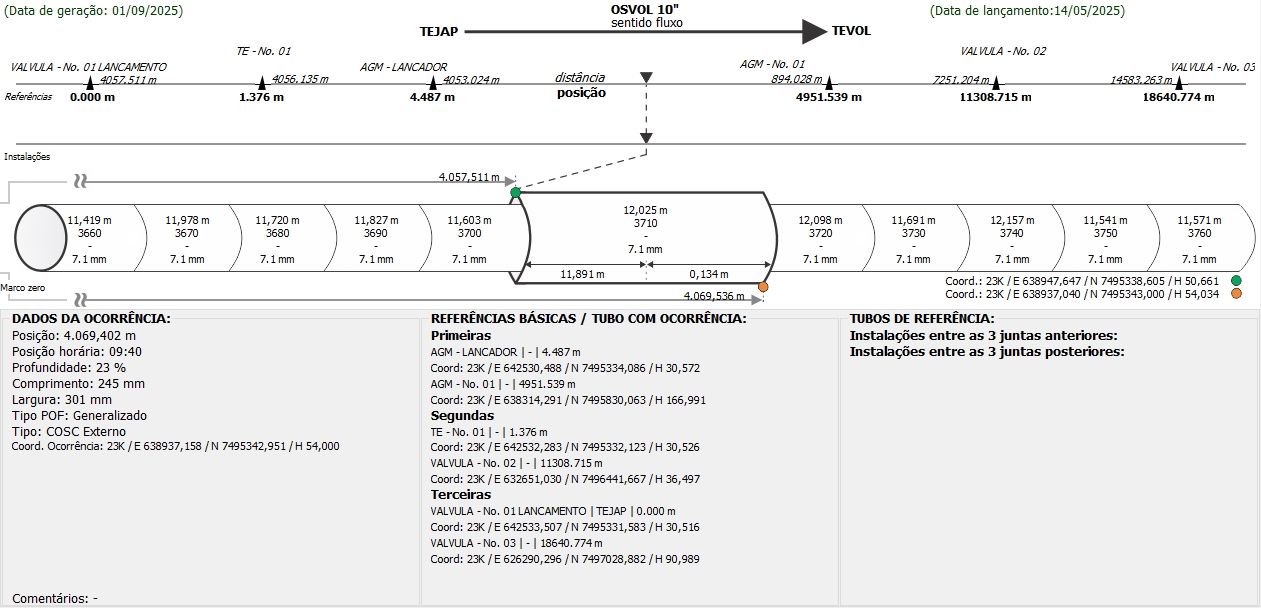 (Data de geração: 01/09/2025)
OSVOL 10"
(Data de lançamento:14/05/2025)
sentido fluxo
TEJAP
TEVOL
TE - No. 01
VALVULA - No. 02
VALVULA - No. 01 LANCAMENTO
AGM - LANCADOR
AGM - No. 01
VALVULA - No. 03
4057,511 m
4056.135 m
4053.024 m
distância
894.028 m
7251.204 m
14583.263 m
Referências
0.000 m
1.376 m
4.487 m
posição
4951.539 m
11308.715 m
18640.774 m
Instalações
4.057,511 m
11,419 m
3660
-
7.1 mm
11,978 m
3670
-
7.1 mm
11,720 m
3680
-
7.1 mm
11,827 m
3690
-
7.1 mm
11,603 m
3700
-
7.1 mm
12,025 m
3710
-
7.1 mm
11,891 m
0,134 m
12,098 m
3720
-
7.1 mm
11,691 m
3730
-
7.1 mm
12,157 m
3740
-
7.1 mm
11,541 m
3750
-
7.1 mm
11,571 m
3760
-
7.1 mm
Coord.: 23K / E 638947,647 / N 7495338,605 / H 50,661
Marco zero
4.069,536 m
Coord.: 23K / E 638937,040 / N 7495343,000 / H 54,034
DADOS DA OCORRÊNCIA:
Posição: 4.069,402 m
Posição horária: 09:40
Profundidade: 23 %
Comprimento: 245 mm
Largura: 301 mm
Tipo POF: Generalizado
Tipo: COSC Externo
Coord. Ocorrência: 23K / E 638937,158 / N 7495342,951 / H 54,000
Comentários: -
REFERÊNCIAS BÁSICAS / TUBO COM OCORRÊNCIA:
Primeiras
AGM - LANCADOR | - | 4.487 m
Coord: 23K / E 642530,488 / N 7495334,086 / H 30,572
AGM - No. 01 | - | 4951.539 m
Coord: 23K / E 638314,291 / N 7495830,063 / H 166,991
Segundas
TE - No. 01 | - | 1.376 m
Coord: 23K / E 642532,283 / N 7495332,123 / H 30,526
VALVULA - No. 02 | - | 11308.715 m
Coord: 23K / E 632651,030 / N 7496441,667 / H 36,497
Terceiras
VALVULA - No. 01 LANCAMENTO | TEJAP | 0.000 m
Coord: 23K / E 642533,507 / N 7495331,583 / H 30,516
VALVULA - No. 03 | - | 18640.774 m
Coord: 23K / E 626290,296 / N 7497028,882 / H 90,989
TUBOS DE REFERÊNCIA:
Instalações entre as 3 juntas anteriores:
Instalações entre as 3 juntas posteriores: